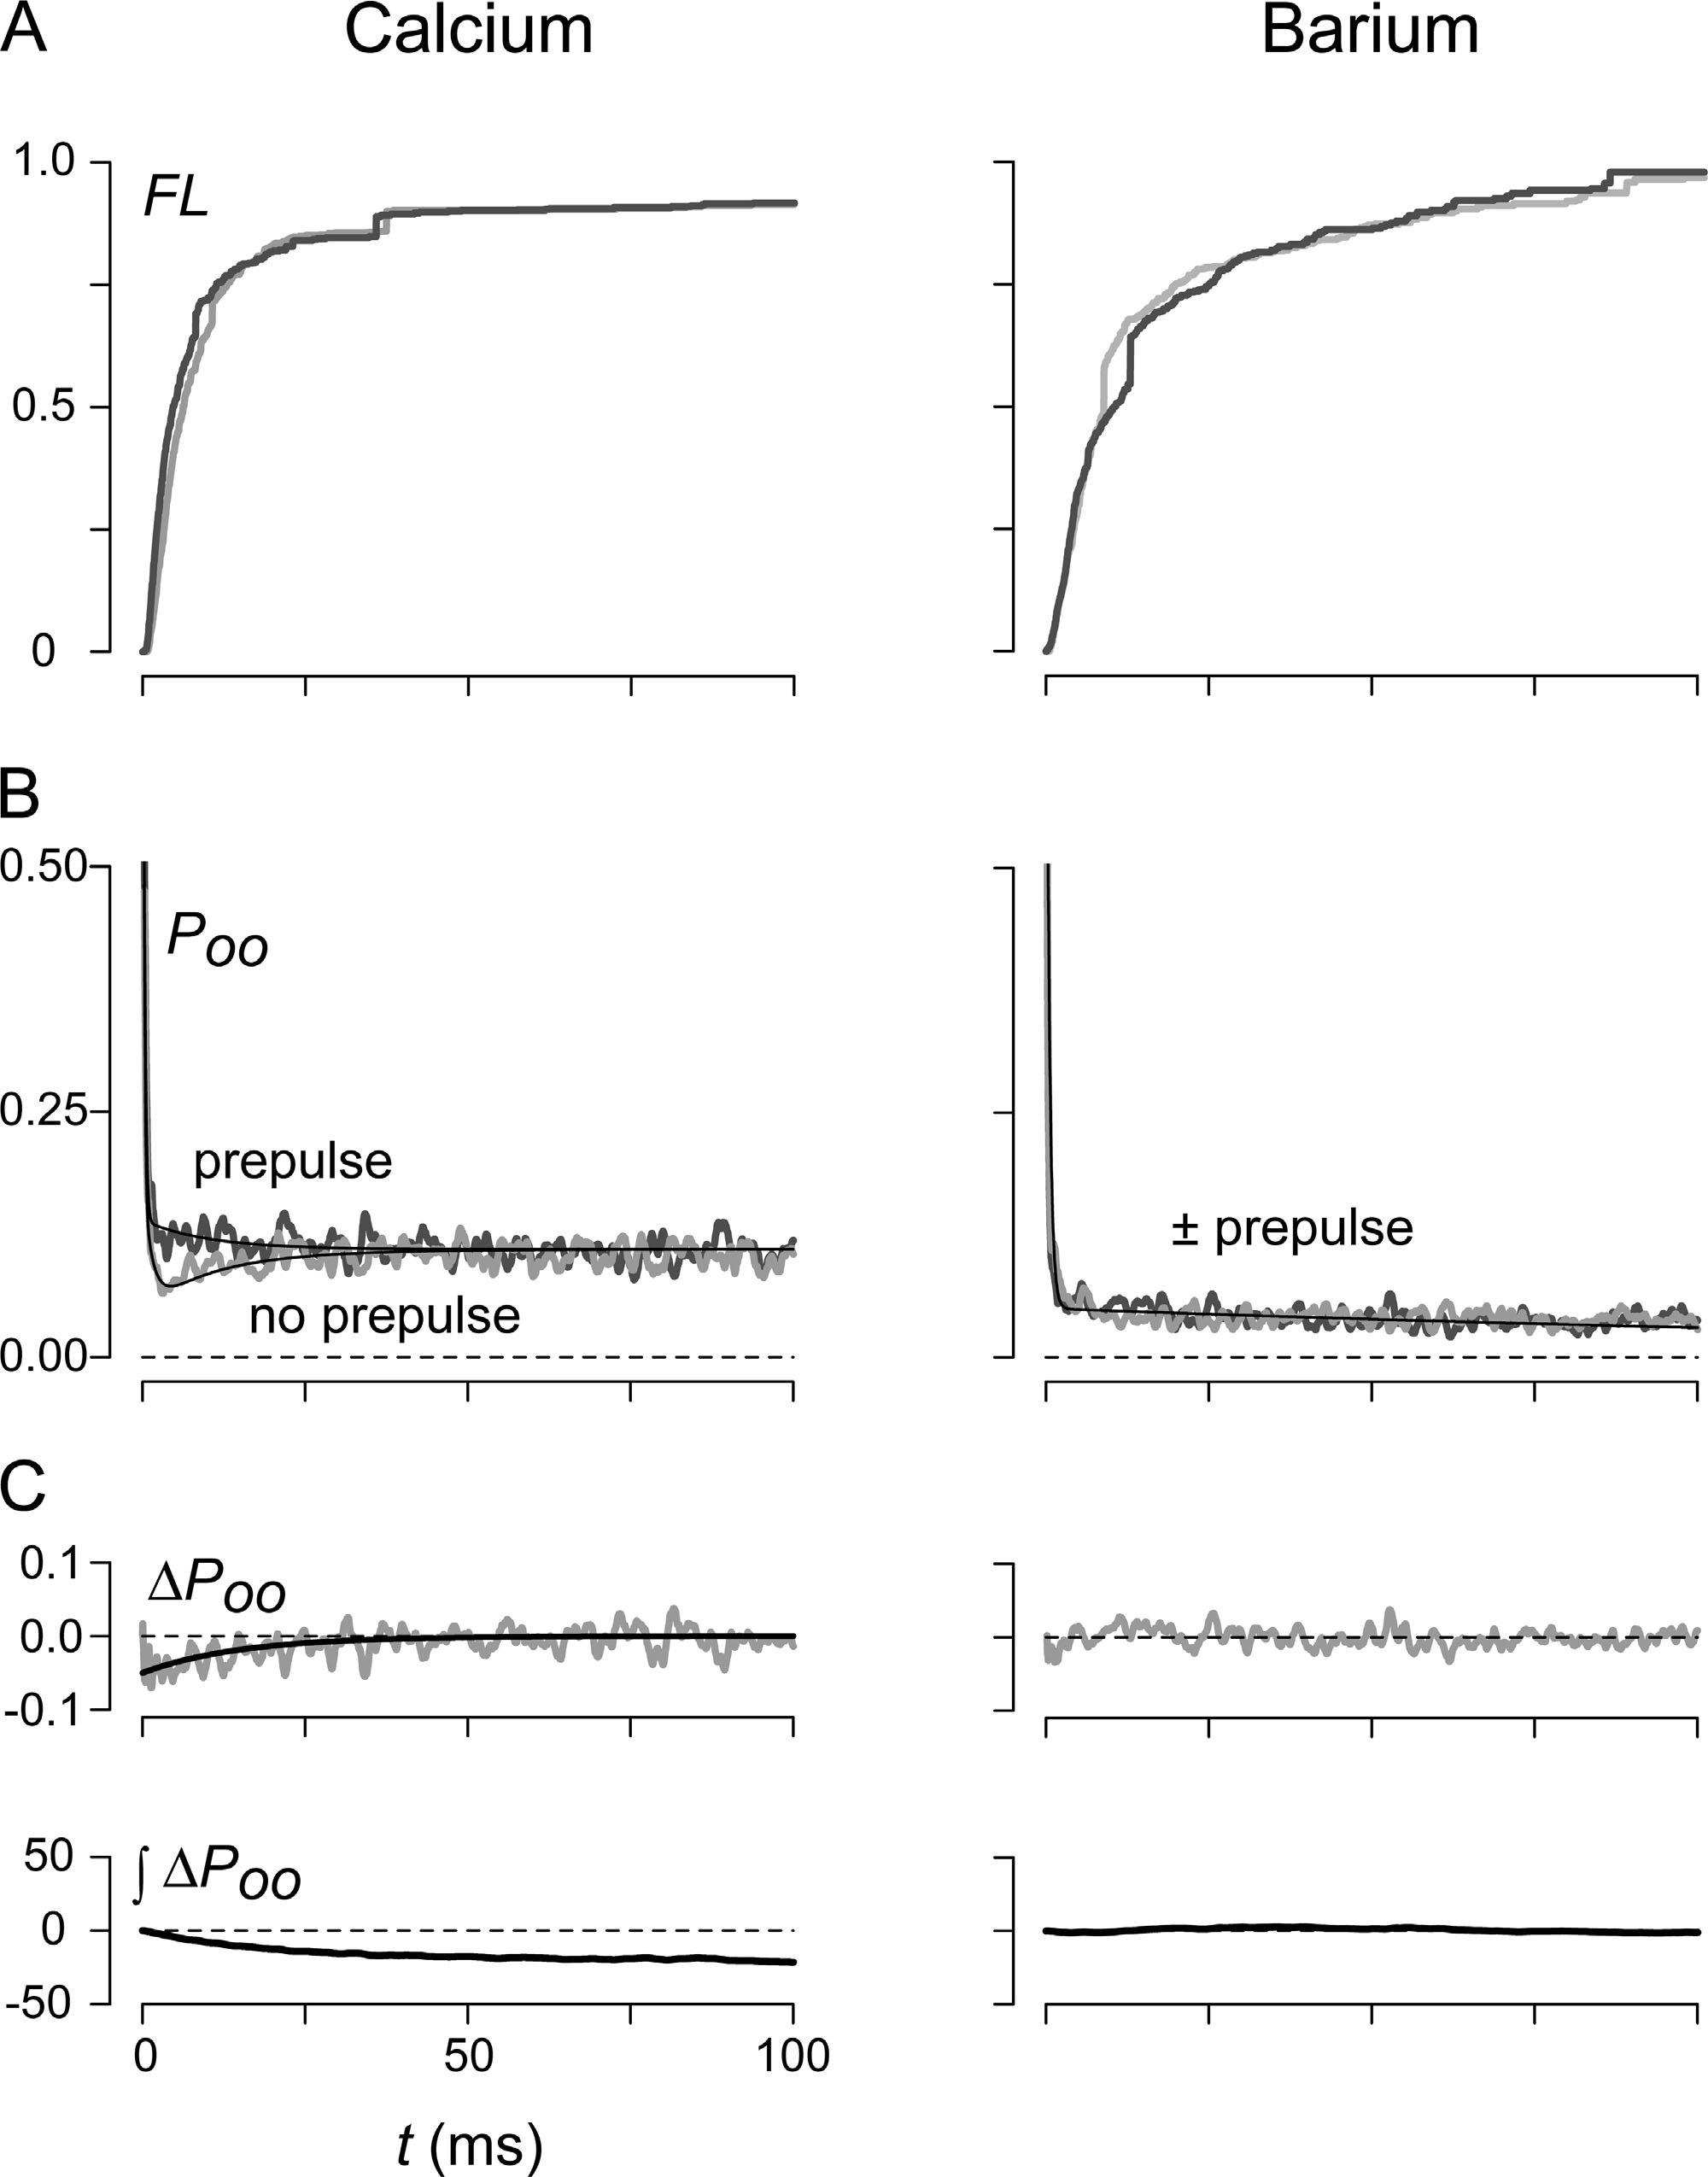 A
Calcium
Barium
1.0
FL
0.5
0
B
0.50
Poo
0.25
prepulse
± prepulse
no prepulse
0.00
C
0.1
ΔPoo
0.0
-0.1
50
∫ ΔPoo
0
-50
0 50 100
t (ms)